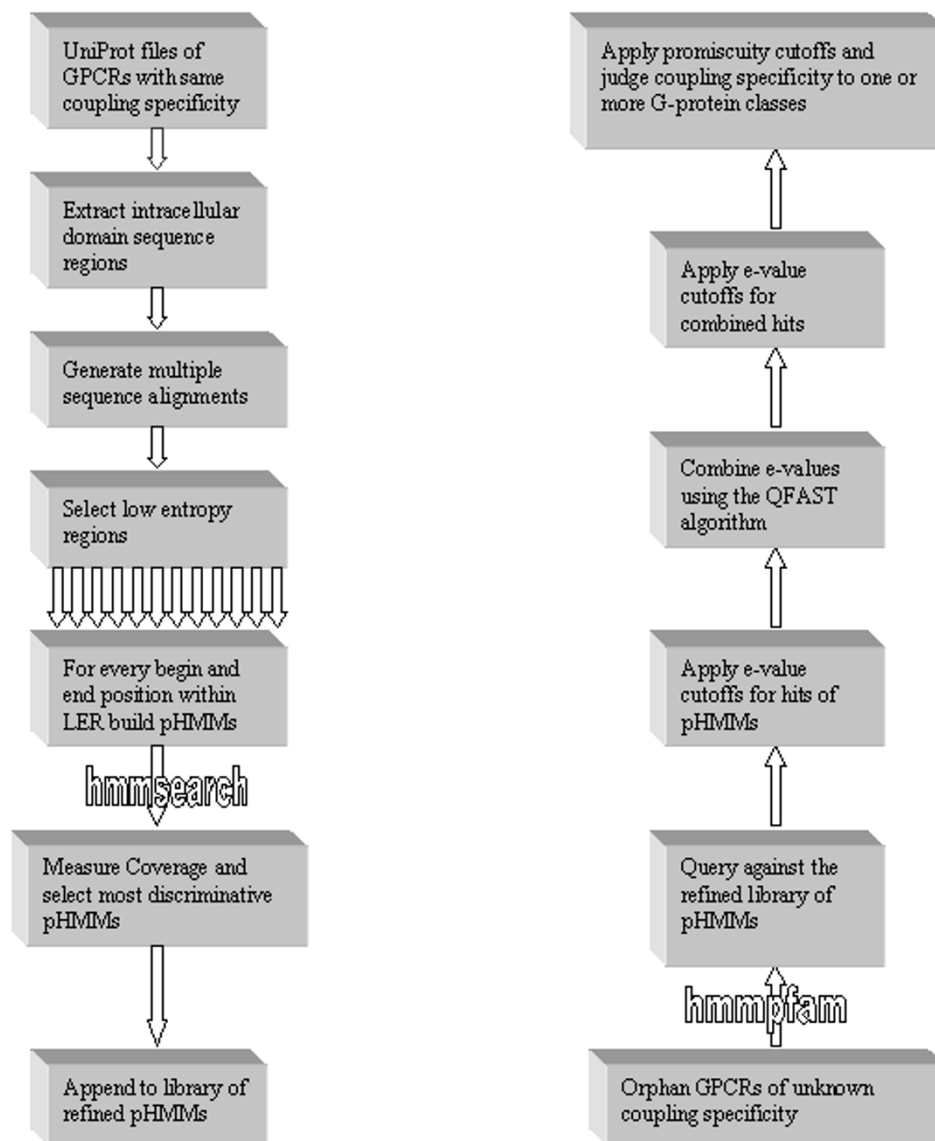 UniProt files of
GPCRs with same
coupling specificity
Extract intracellular
domain sequence
regions
Generate multiple
sequence alignments
Select low entropy
regions
For every begin and
end position within
LER build pHMMs
hmmsearch
Measure Coverage and
select most discriminative
pHMMs
Append to library of
refined pHMMs
Apply promiscuity cutoffs and
judge coupling specificity to one or
more G-protein classes
Apply e-value
cutoffs for
combined hits
Combine e-values
using the QFAST
algorithm
Apply e-value
cutoffs for hits of
pHMMs
Query against the
refined library of
pHMMs
hmmpfam
Orphan GPCRs of unknown
coupling specificity